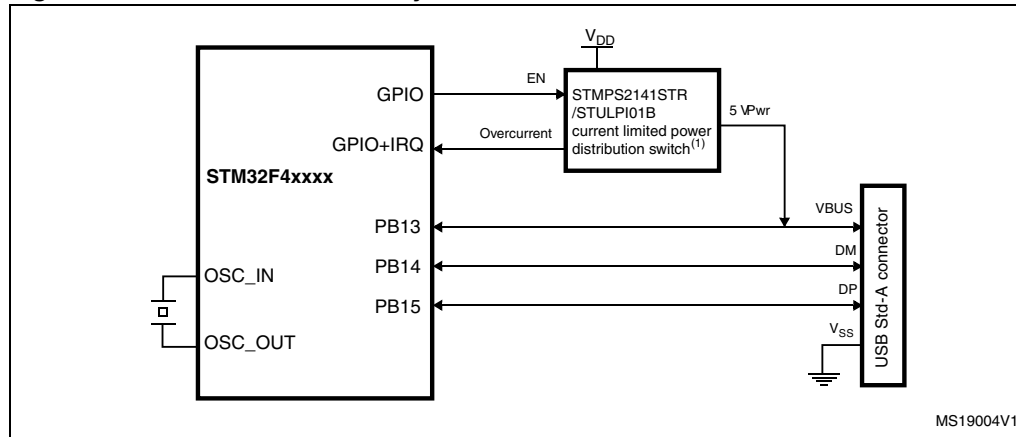 V_DD
EN
GPIO
STMPS2141STR
/STULPI01B
current limited power
distribution switch(1)
5 VPwr
Overcurrent
GPIO+IRQ
STM32F4xxxx
VBUS
PB13
DM
PB14
OSC_IN
DP
PB15
V_SS
OSC_OUT
USB Std-A connector
MS19004V1